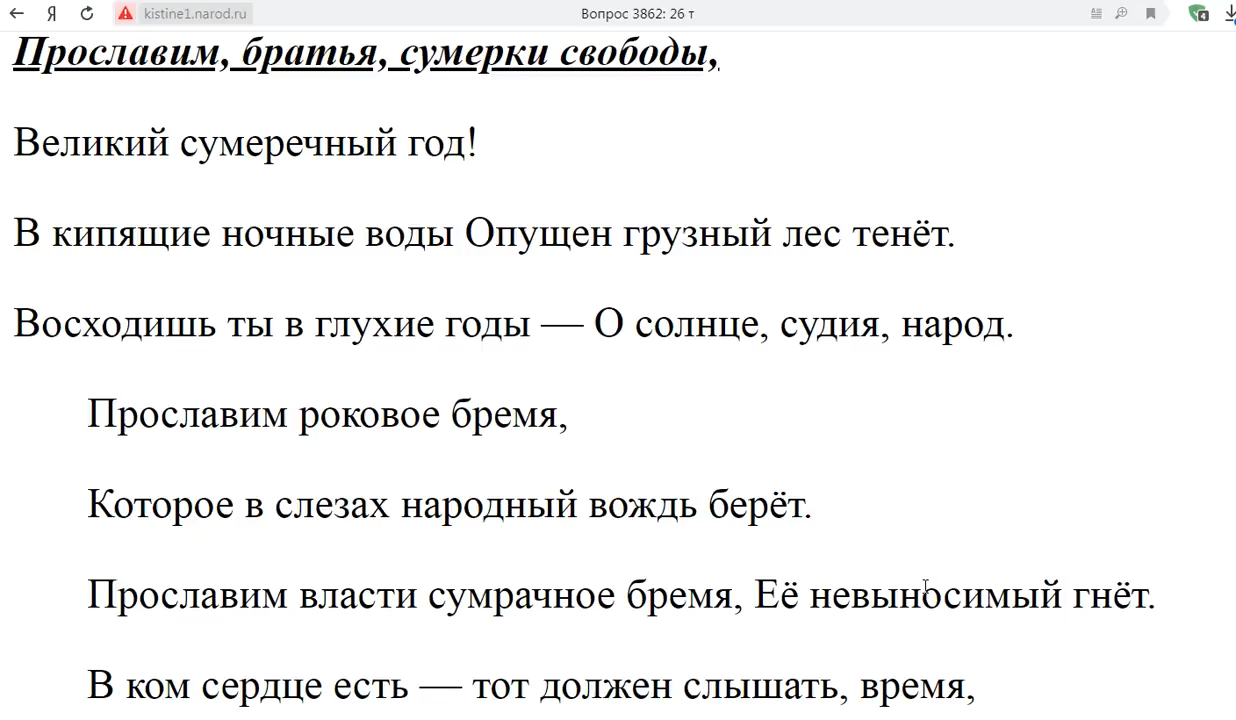 kistine1.narod.ru
Вопрос 3862: 26 т
4
Прославим, братья, сумерки свободы,
Великий сумеречный год!
В кипящие ночные воды Опущен грузный лес тенёт.
Восходишь ты в глухие годы — О солнце, судия, народ.
Прославим роковое бремя,
Которое в слезах народный вождь берёт.
Прославим власти сумрачное бремя, Её невыносимый гнёт.
В ком сердце есть — тот должен слышать, время,